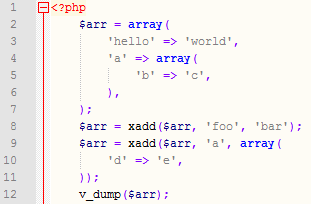 1 <?php
2 $arr = array(
3 'hello' => 'world',
4 'a' => array(
5 'b' => 'c',
6 ),
7 );
8 $arr = xadd($arr, 'foo', 'bar');
9 $arr = xadd($arr, 'a', array(
10 'd' => 'e',
11 ));
12 v_dump($arr);